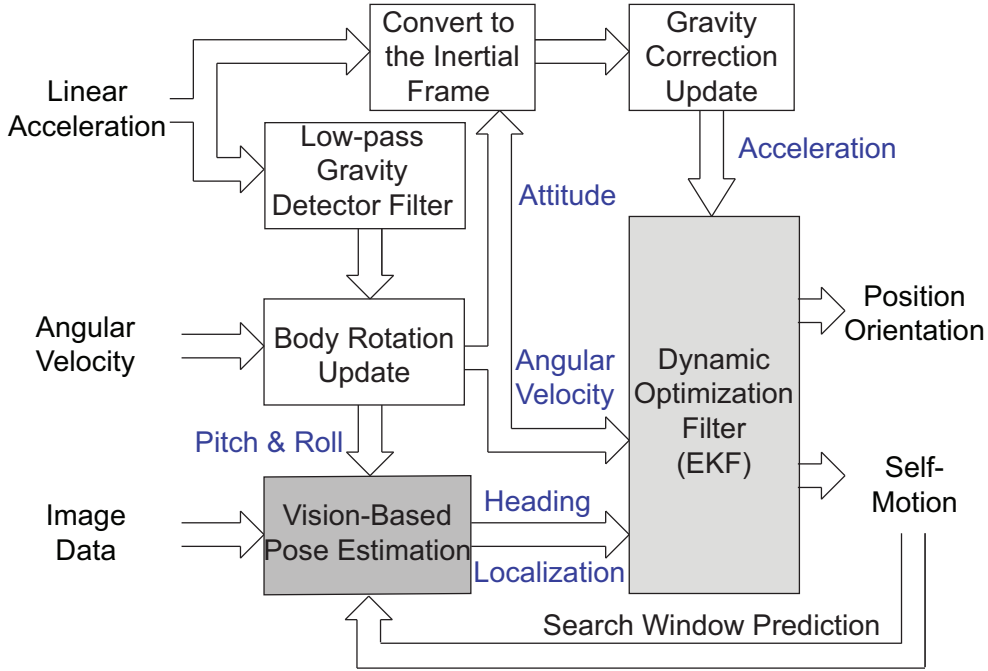 Linear
Acceleration
Convert to
the Inertial
Frame
Gravity
Correction
Update
Low-pass
Gravity
Detector Filter
Attitude
Acceleration
Angular
Velocity
Body Rotation
Update
Angular
Velocity
Dynamic
Optimization
Filter
(EKF)
Position
Orientation
Pitch & Roll
Image
Data
Vision-Based
Pose Estimation
Heading
Localization
Self-
Motion
Search Window Prediction